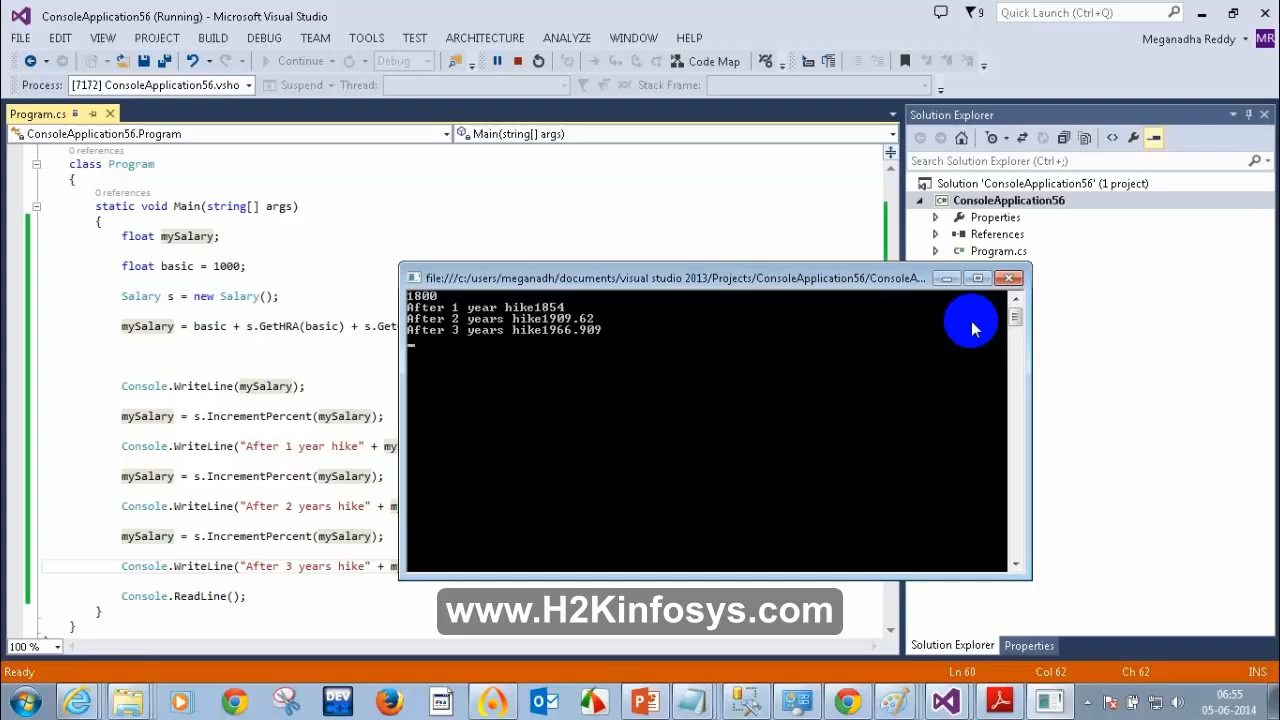 ConsoleApplication56 (Running) - Microsoft Visual Studio
9
Quick Launch (Ctrl+Q)
FILE EDIT VIEW PROJECT BUILD DEBUG TEAM TOOLS TEST ARCHITECTURE ANALYZE WINDOW HELP
Meganadha Reddy MR
Continue Debug Code Map
Process: [7172] ConsoleApplication56.vsho Suspend Thread: Stack Frame:
Program.cs
ConsoleApplication56.Program Main(string[] args)
0 references
class Program
{
0 references
static void Main(string[] args)
{
float mySalary;
float basic = 1000;
Salary s = new Salary();
mySalary = basic + s.GetHRA(basic) + s.Get
Console.WriteLine(mySalary);
mySalary = s.IncrementPercent(mySalary);
Console.WriteLine("After 1 year hike" + my
mySalary = s.IncrementPercent(mySalary);
Console.WriteLine("After 2 years hike" + m
mySalary = s.IncrementPercent(mySalary);
Console.WriteLine("After 3 years hike" + m
Console.ReadLine();
}
}
100 %
file:///c:/users/meganadh/documents/visual studio 2013/Projects/ConsoleApplication56/ConsoleA...
1800
After 1 year hike1854
After 2 years hike1909.62
After 3 years hike1966.909
Solution Explorer
Search Solution Explorer (Ctrl+;)
Solution 'ConsoleApplication56' (1 project)
C# ConsoleApplication56
Properties
References
C# Program.cs
www.H2Kinfosys.com
Solution Explorer Properties
Ready Ln 60 Col 62 Ch 62 INS
DEV
06:55
05-06-2014